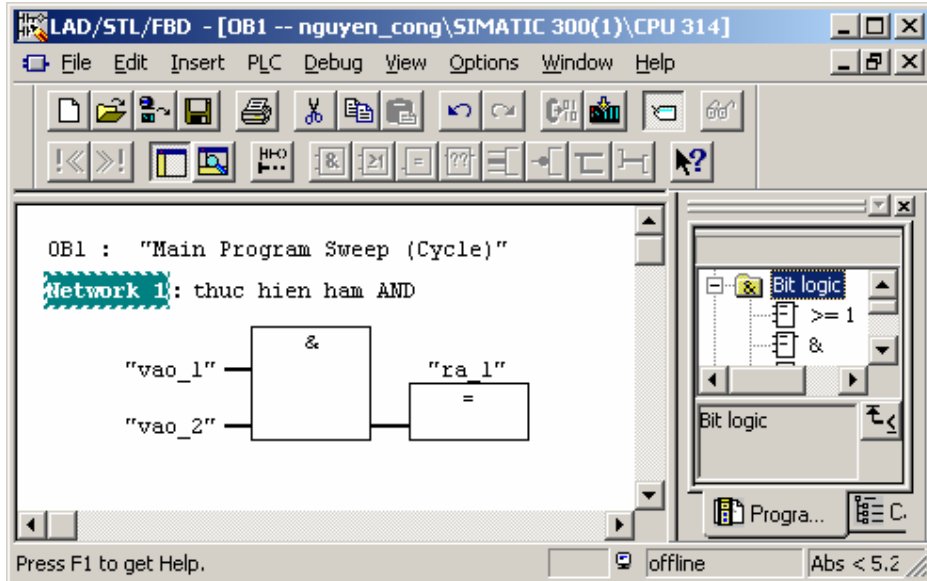 LAD/STL/FBD - [OB1 -- nguyen_cong\SIMATIC 300(1)\CPU 314]
File Edit Insert PLC Debug View Options Window Help
OB1 : "Main Program Sweep (Cycle)"
Network 1: thuc hien ham AND
&
"vao_1"
"ra_1"
=
"vao_2"
Bit logic
>= 1
&
Bit logic
Progra...
C.
Press F1 to get Help.
offline
Abs < 5.2